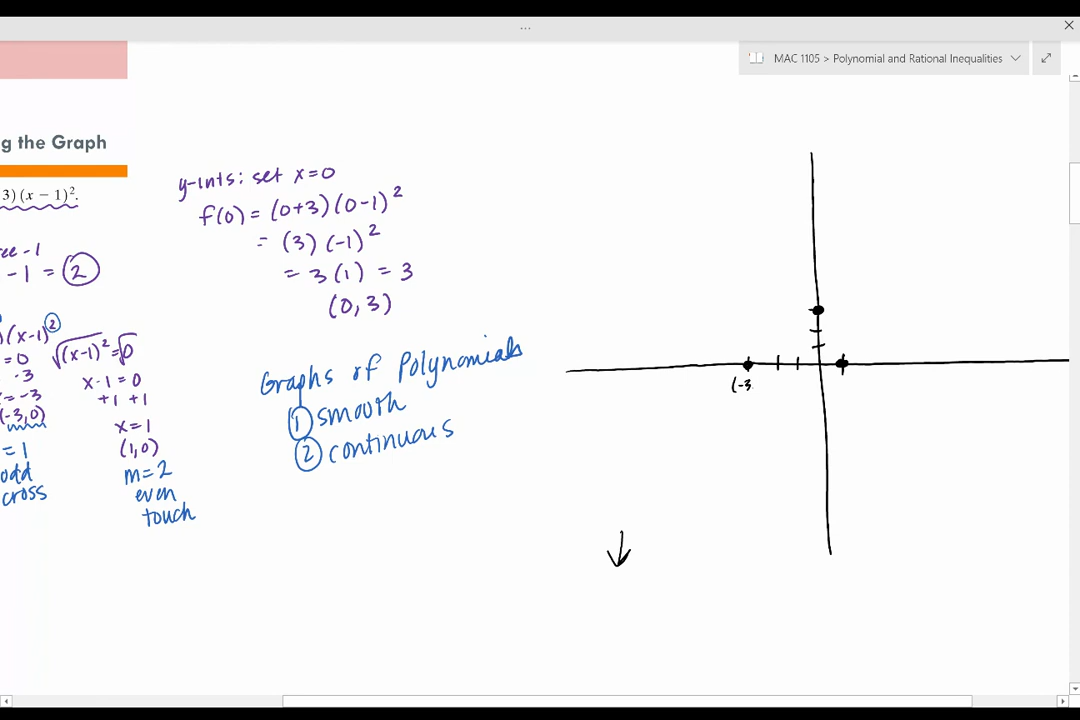 MAC 1105 > Polynomial and Rational Inequalities
g the Graph
3)(x − 1)².
ee -1
-1 = 2
)(x-1)²
= 0
-3
x = -3
(-3,0)
= 1
odd
cross
√(x-1)² = √0
x-1 = 0
+1 +1
x = 1
(1,0)
m=2
even
touch
y-ints: set x=0
f(0) = (0+3)(0-1)²
= (3)(-1)²
= 3(1) = 3
(0,3)
Graphs of Polynomials
① smooth
② continuous
(-3